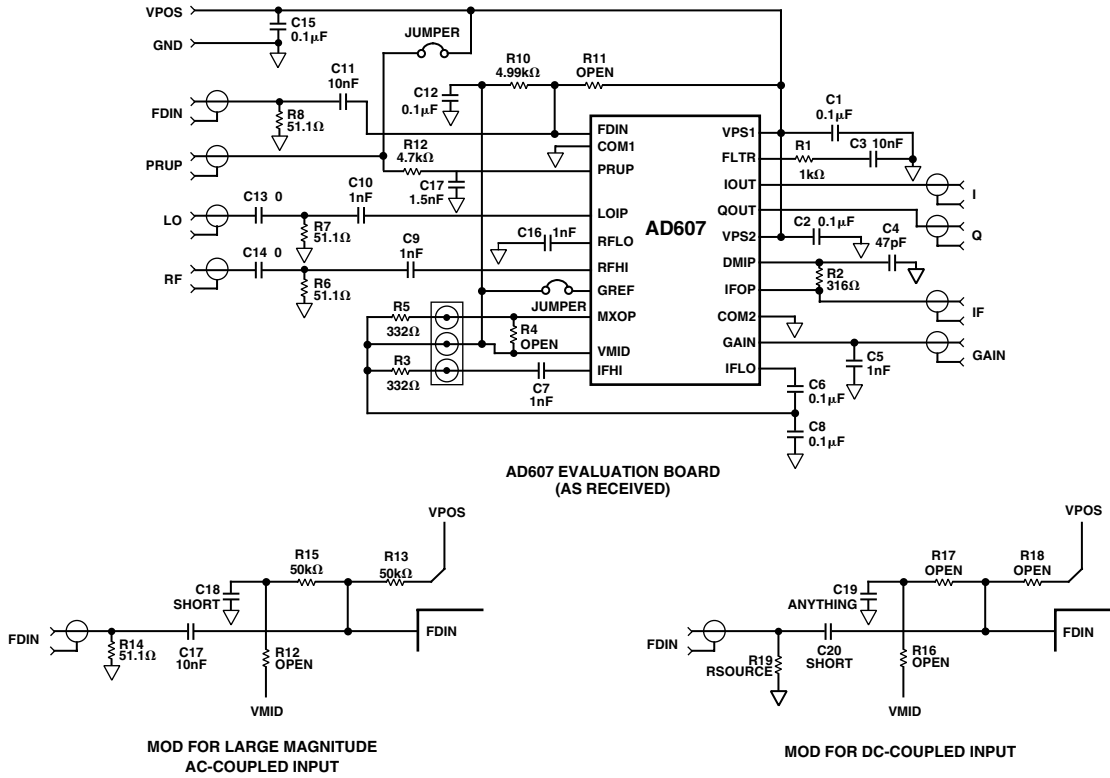 VPOS
C15
0.1µF
GND
JUMPER
R10
4.99kΩ
R11
OPEN
C11
10nF
C12
0.1µF
FDIN
R8
51.1Ω
PRUP
R12
4.7kΩ
C17
1.5nF
C13 0
C10
1nF
LO
R7
51.1Ω
C14 0
C9
1nF
RF
R6
51.1Ω
C16 1nF
JUMPER
R5
332Ω
R4
OPEN
R3
332Ω
C7
1nF
FDIN
COM1
PRUP
LOIP
RFLO
RFHI
GREF
MXOP
VMID
IFHI
AD607
VPS1
FLTR
IOUT
QOUT
VPS2
DMIP
IFOP
COM2
GAIN
IFLO
C1
0.1µF
R1
1kΩ
C3 10nF
I
Q
C2 0.1µF
C4
47pF
R2
316Ω
IF
GAIN
C5
1nF
C6
0.1µF
C8
0.1µF
AD607 EVALUATION BOARD
(AS RECEIVED)
VPOS
R15
50kΩ
R13
50kΩ
C18
SHORT
FDIN
R14
51.1Ω
C17
10nF
R12
OPEN
FDIN
VMID
MOD FOR LARGE MAGNITUDE
AC-COUPLED INPUT
VPOS
R17
OPEN
R18
OPEN
C19
ANYTHING
FDIN
R19
RSOURCE
C20
SHORT
R16
OPEN
FDIN
VMID
MOD FOR DC-COUPLED INPUT